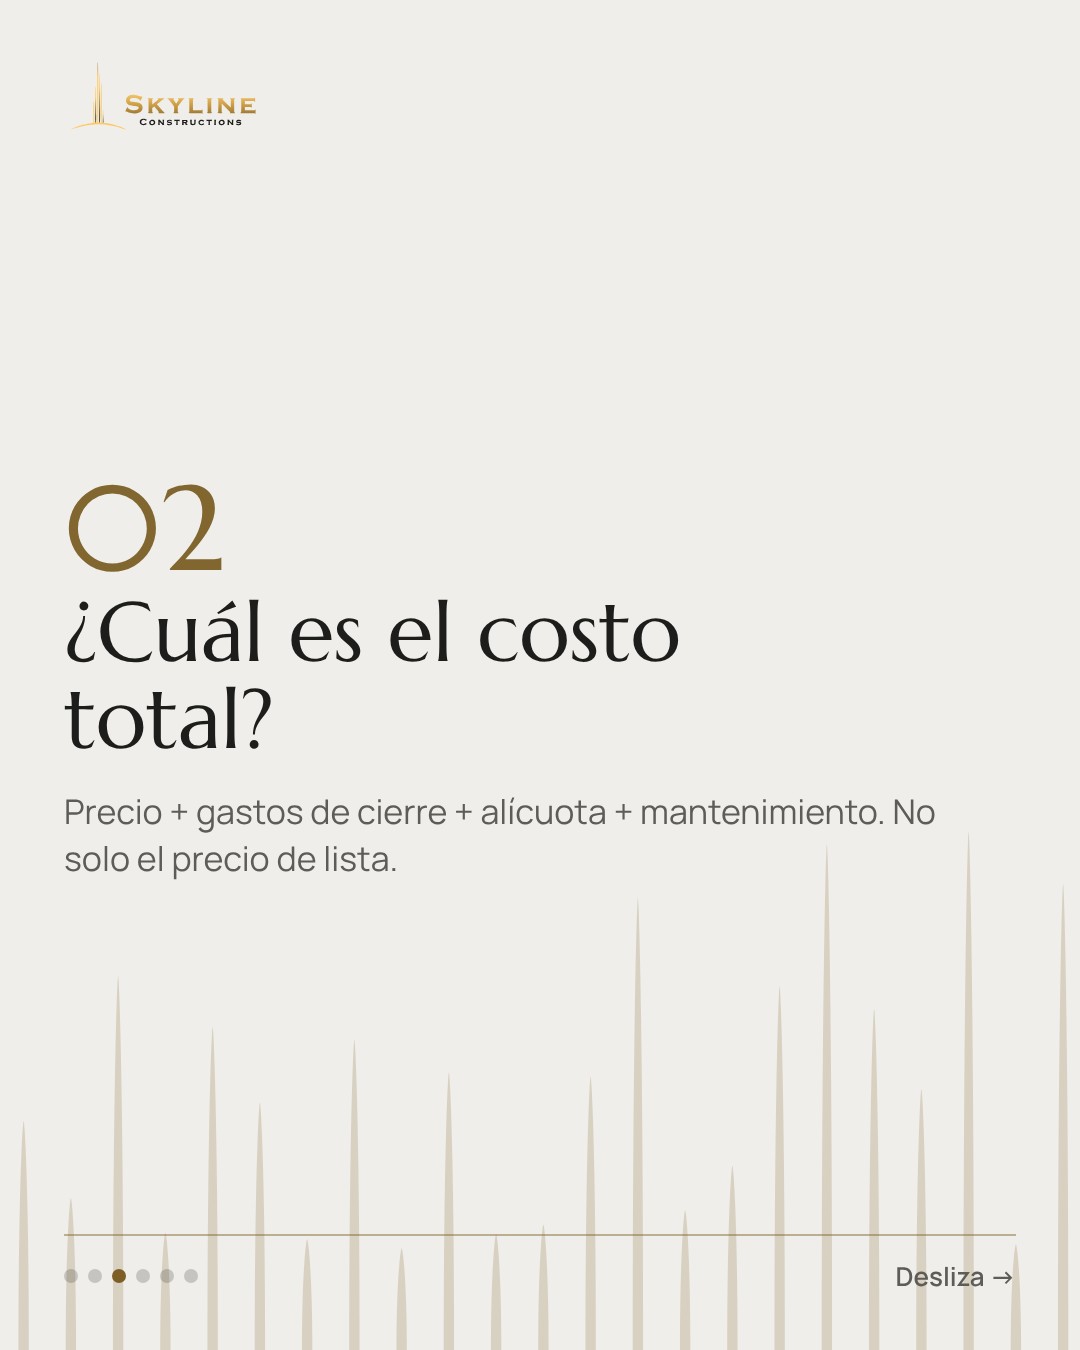 SKYLINE
CONSTRUCTIONS
02
¿Cuál es el costo
total?
Precio + gastos de cierre + alícuota + mantenimiento. No
solo el precio de lista.
Desliza →